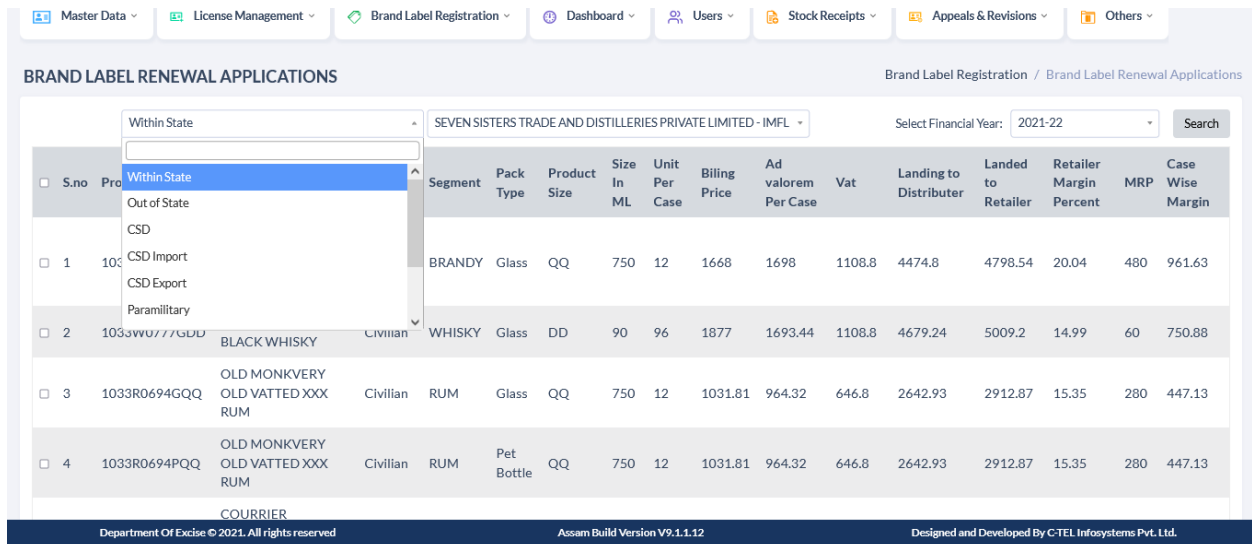 Master Data License Management Brand Label Registration Dashboard Users Stock Receipts Appeals & Revisions Others
BRAND LABEL RENEWAL APPLICATIONS
Brand Label Registration / Brand Label Renewal Applications
Within State SEVEN SISTERS TRADE AND DISTILLERIES PRIVATE LIMITED - IMFL Select Financial Year: 2021-22 Search
Within State
Out of State
CSD
CSD Import
CSD Export
Paramilitary
S.no Pro Segment Pack Type Product Size Size In ML Unit Per Case Biling Price Ad valorem Per Case Vat Landing to Distributer Landed to Retailer Retailer Margin Percent MRP Case Wise Margin
1 103 BRANDY Glass QQ 750 12 1668 1698 1108.8 4474.8 4798.54 20.04 480 961.63
2 1033W0777GDD BLACK WHISKY Civilian WHISKY Glass DD 90 96 1877 1693.44 1108.8 4679.24 5009.2 14.99 60 750.88
3 1033R0694GQQ OLD MONKVERY OLD VATTED XXX RUM Civilian RUM Glass QQ 750 12 1031.81 964.32 646.8 2642.93 2912.87 15.35 280 447.13
4 1033R0694PQQ OLD MONKVERY OLD VATTED XXX RUM Civilian RUM Pet Bottle QQ 750 12 1031.81 964.32 646.8 2642.93 2912.87 15.35 280 447.13
COURRIER
Department Of Excise © 2021. All rights reserved Assam Build Version V9.1.1.12 Designed and Developed By C-TEL Infosystems Pvt. Ltd.